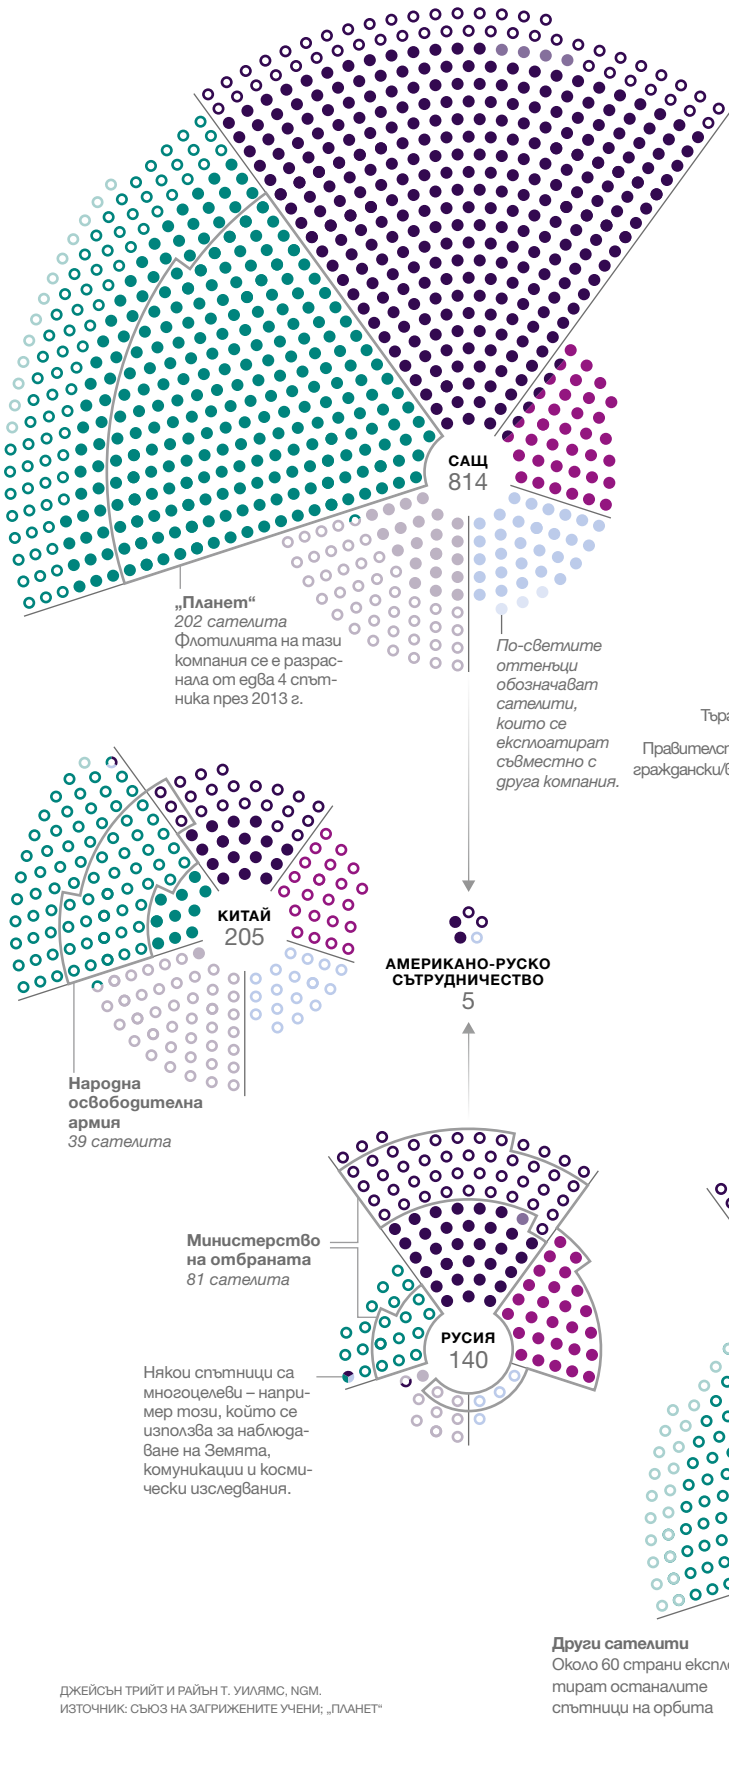 САЩ
814
„Планет“
202 сателита
Флотилията на тази
компания се е разрас-
нала от едва 4 спът-
ника през 2013 г.
По-светлите
оттенъци
обозначават
сателити,
които се
експлоатират
съвместно с
друга компания.
КИТАЙ
205
АМЕРИКАНО-РУСКО
СЪТРУДНИЧЕСТВО
5
Народна
освободителна
армия
39 сателита
Министерство
на отбраната
81 сателита
РУСИЯ
140
Някои спътници са
многоцелеви – напри-
мер този, който се
използва за наблюда-
ване на Земята,
комуникации и косми-
чески изследвания.
Други сателити
Около 60 страни
тират останалите
спътници на орбита
ДЖЕЙСЪН ТРИЙТ И РАЙЪН Т. УИЛЯМС, NGM.
ИЗТОЧНИК: СЪЮЗ НА ЗАГРИЖЕНИТЕ УЧЕНИ; „ПЛАНЕТ“